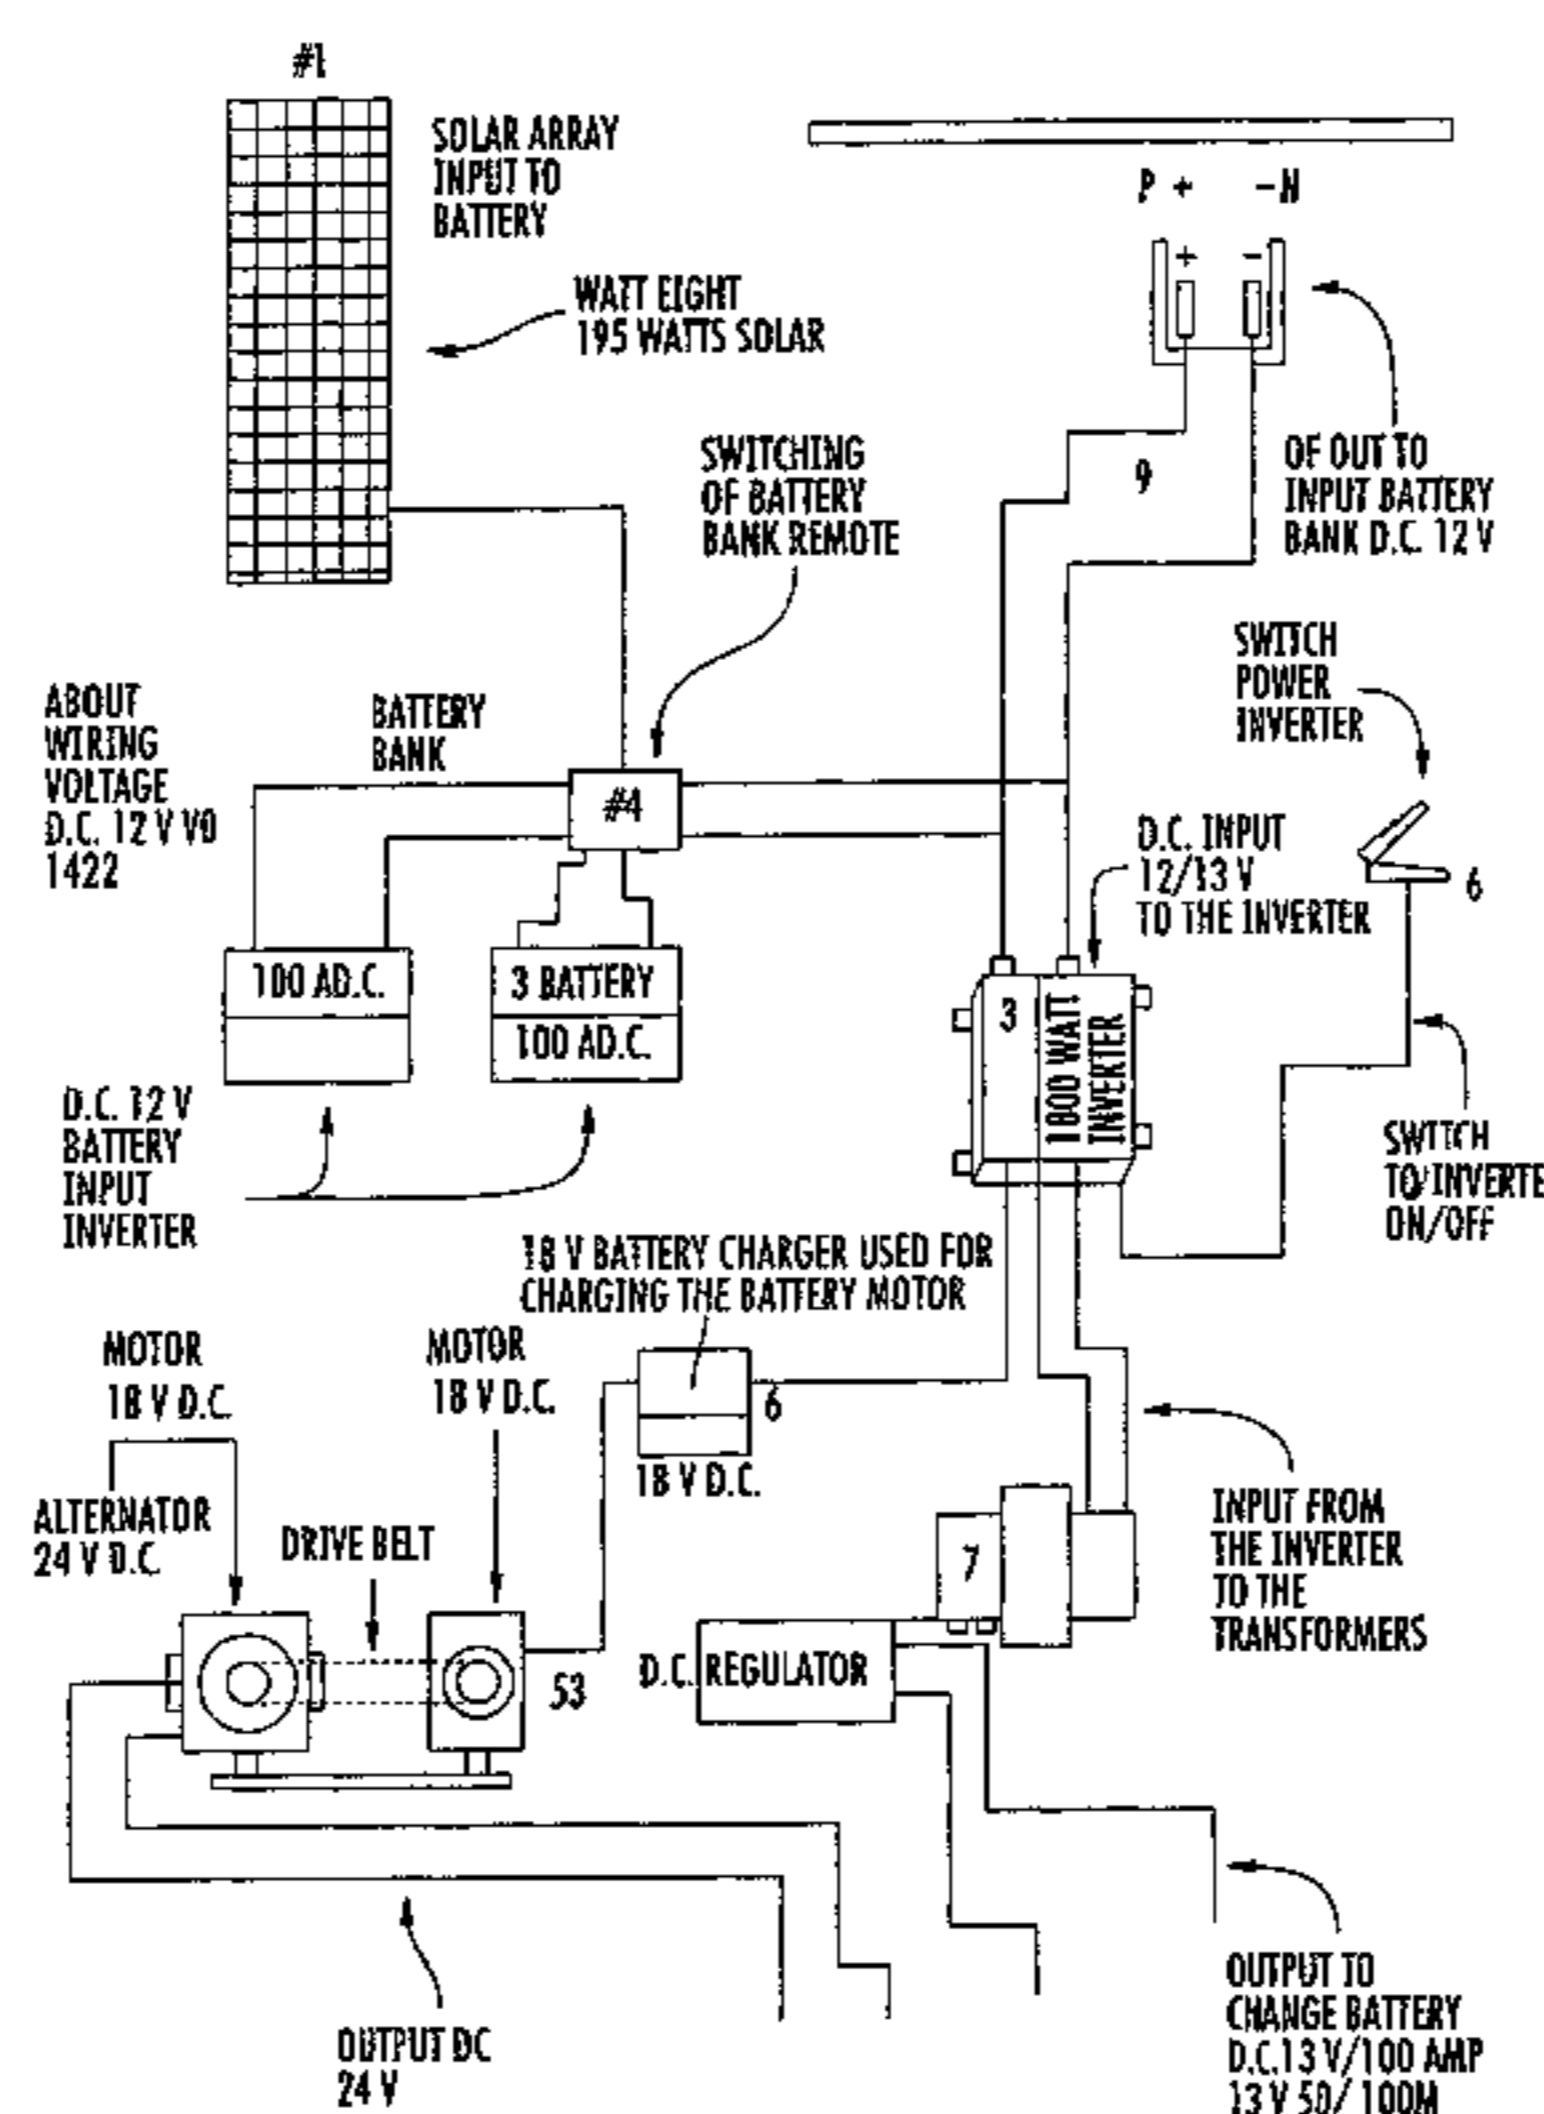 #1
SOLAR ARRAY
INPUT TO
BATTERY
P + - N
+ -
WATT EIGHT
195 WATTS SOLAR
SWITCHING
OF BATTERY
BANK REMOTE
9
OF OUT TO
INPUT BATTERY
BANK D.C. 12 V
SWITCH
POWER
INVERTER
ABOUT
WIRING
VOLTAGE
D.C. 12 V VO
1422
BATTERY
BANK
#4
D.C. INPUT
12/13 V
TO THE INVERTER
6
100 AD.C.
3 BATTERY
100 AD.C.
3
1800 WATT
INVERTER
D.C. 12 V
BATTERY
INPUT
INVERTER
SWITCH
TO/INVERTE
ON/OFF
18 V BATTERY CHARGER USED FOR
CHARGING THE BATTERY MOTOR
MOTOR
18 V D.C.
MOTOR
18 V D.C.
6
18 V D.C.
ALTERNATOR
24 V D.C.
DRIVE BELT
INPUT FROM
THE INVERTER
TO THE
TRANSFORMERS
7
53
D.C. REGULATOR
OUTPUT DC
24 V
OUTPUT TO
CHANGE BATTERY
D.C.13 V/100 AMP
13 V 50/ 100M